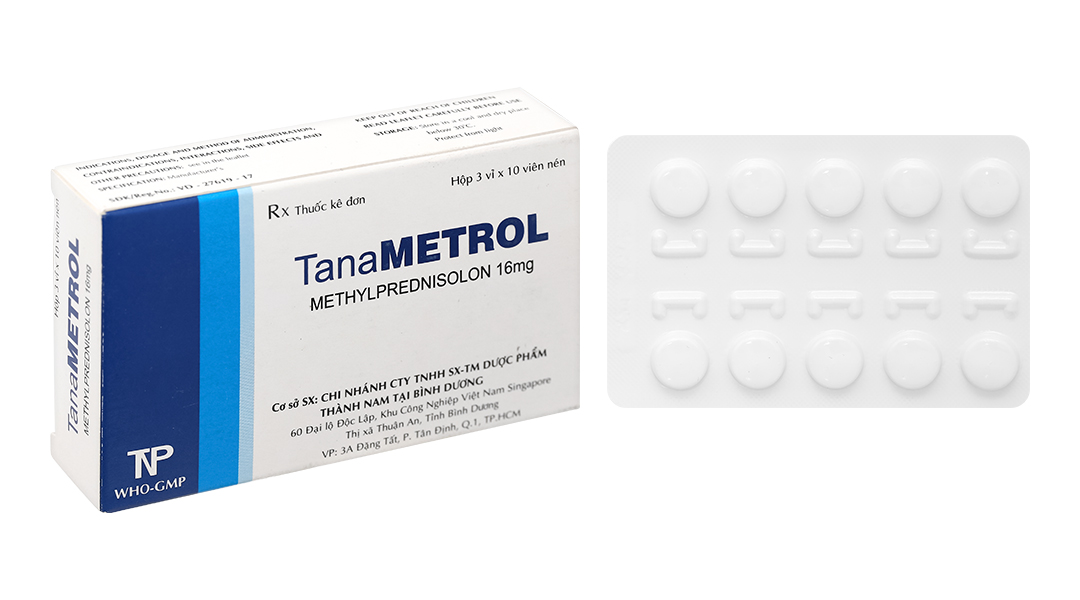 INDICATIONS, DOSAGE AND METHOD OF ADMINISTRATION,
CONTRAINDICATIONS, INTERACTIONS, SIDE EFFECTS AND
OTHER PRECAUTIONS: see in the leaflet
SPECIFICATION: Manufacturer's
SĐK/Reg.No.: VD - 27619 - 17
KEEP OUT OF REACH OF CHILDREN
READ LEAFLET CAREFULLY BEFORE USE
STORAGE: Store in a cool and dry place
below 30°C.
Protect from light
Rx Thuốc kê đơn
Hộp 3 vỉ x 10 viên nén
TanaMETROL
METHYLPREDNISOLON 16mg
Cơ sở SX: CHI NHÁNH CTY TNHH SX-TM DƯỢC PHẨM
THÀNH NAM TẠI BÌNH DƯƠNG
60 Đại lộ Độc Lập, Khu Công Nghiệp Việt Nam Singapore
Thị xã Thuận An, Tỉnh Bình Dương
VP: 3A Đặng Tất, P. Tân Định, Q.1, TP.HCM
TNP
WHO-GMP
Hộp 3 vỉ x 10 viên nén
TanaMETROL
METHYLPREDNISOLON 16mg